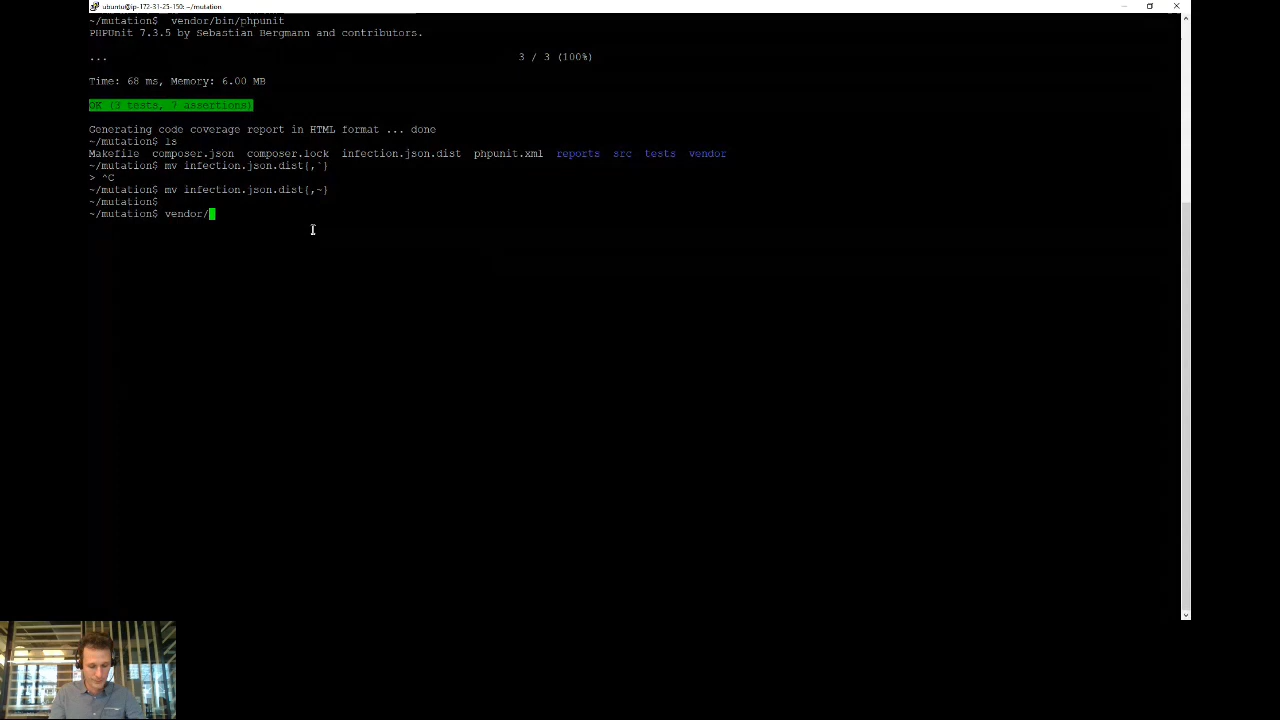 ubuntu@ip-172-31-25-150: ~/mutation
~/mutation$  vendor/bin/phpunit
PHPUnit 7.3.5 by Sebastian Bergmann and contributors.
...                                                                 3 / 3 (100%)
Time: 68 ms, Memory: 6.00 MB
OK (3 tests, 7 assertions)
Generating code coverage report in HTML format ... done
~/mutation$ ls
Makefile  composer.json  composer.lock  infection.json.dist  phpunit.xml  reports  src  tests  vendor
~/mutation$ mv infection.json.dist{,`}
> ^C
~/mutation$ mv infection.json.dist{,~}
~/mutation$
~/mutation$ vendor/